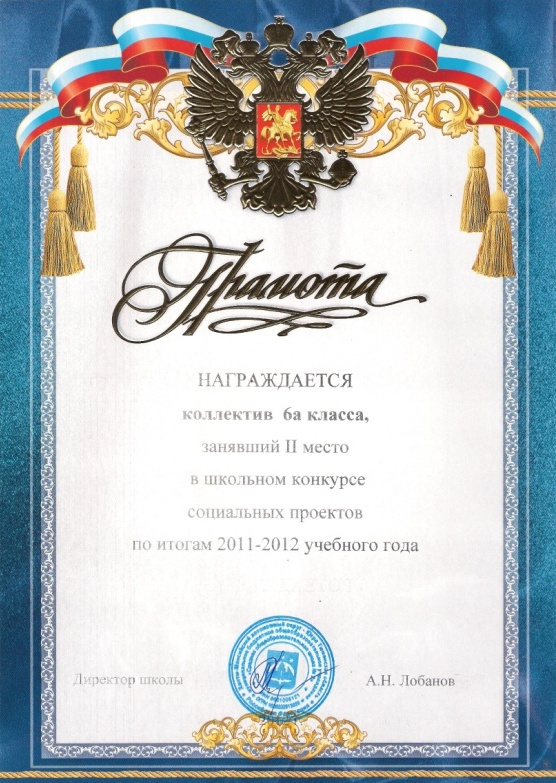 Грамота
НАГРАЖДАЕТСЯ
коллектив 6а класса,
занявший II место
в школьном конкурсе
социальных проектов
по итогам 2011-2012 учебного года
Директор школы
А.Н. Лобанов